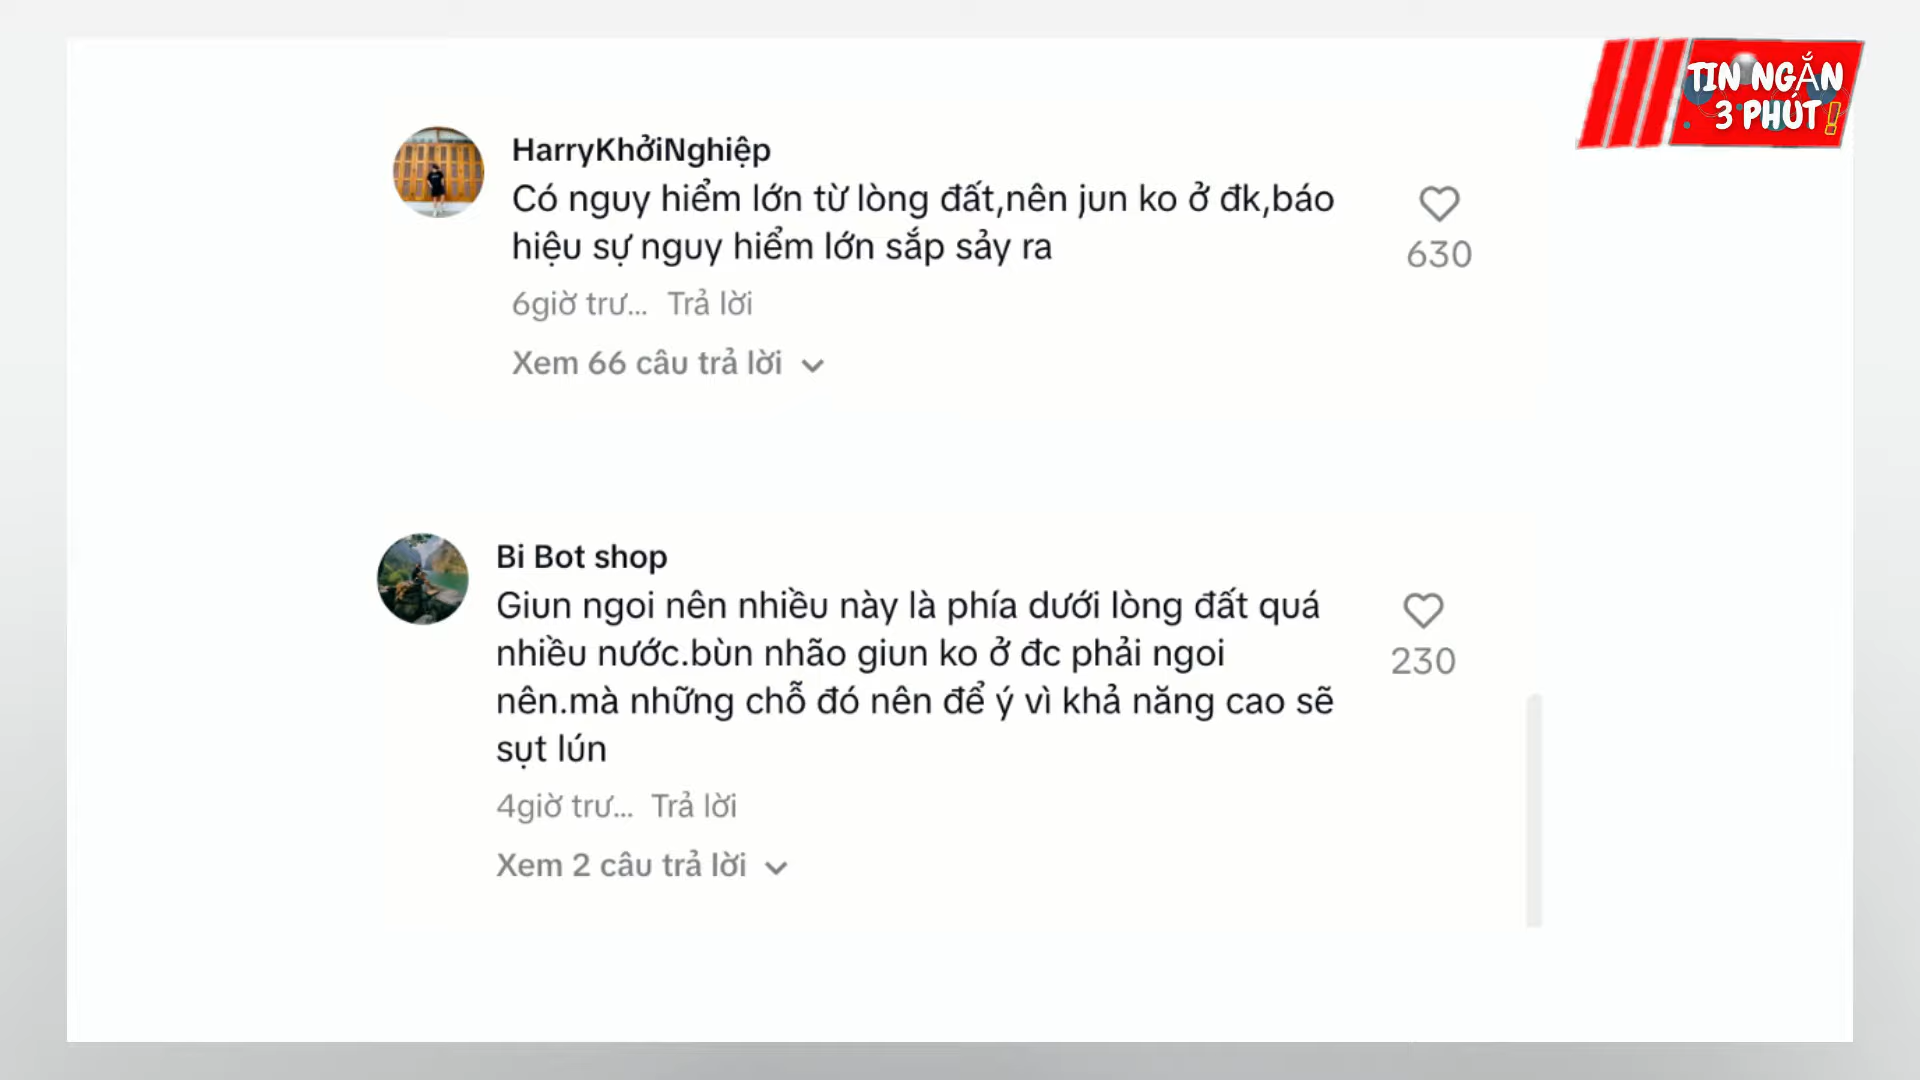 TIN NGẮN
3 PHÚT!
HarryKhởiNghiệp
Có nguy hiểm lớn từ lòng đất,nên jun ko ở đk,báo
hiệu sự nguy hiểm lớn sắp sảy ra
630
6giờ trư... Trả lời
Xem 66 câu trả lời
Bi Bot shop
Giun ngoi nên nhiều này là phía dưới lòng đất quá
nhiều nước.bùn nhão giun ko ở đc phải ngoi
nên.mà những chỗ đó nên để ý vì khả năng cao sẽ
sụt lún
230
4giờ trư... Trả lời
Xem 2 câu trả lời